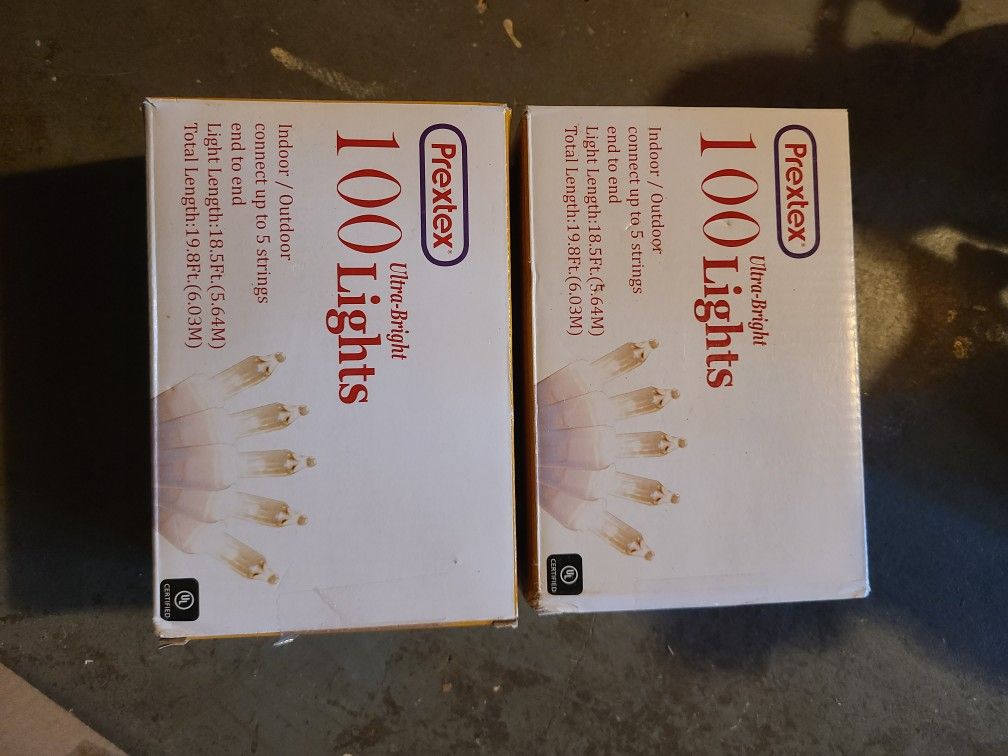 Prextex
Ultra-Bright
100 Lights
Indoor / Outdoor
connect up to 5 strings
end to end
Light Length:18.5Ft.(5.64M)
Total Length:19.8Ft.(6.03M)
UL
CERTIFIED
Prextex
Ultra-Bright
100 Lights
Indoor / Outdoor
connect up to 5 strings
end to end
Light Length:18.5Ft.(5.64M)
Total Length:19.8Ft.(6.03M)
UL
CERTIFIED